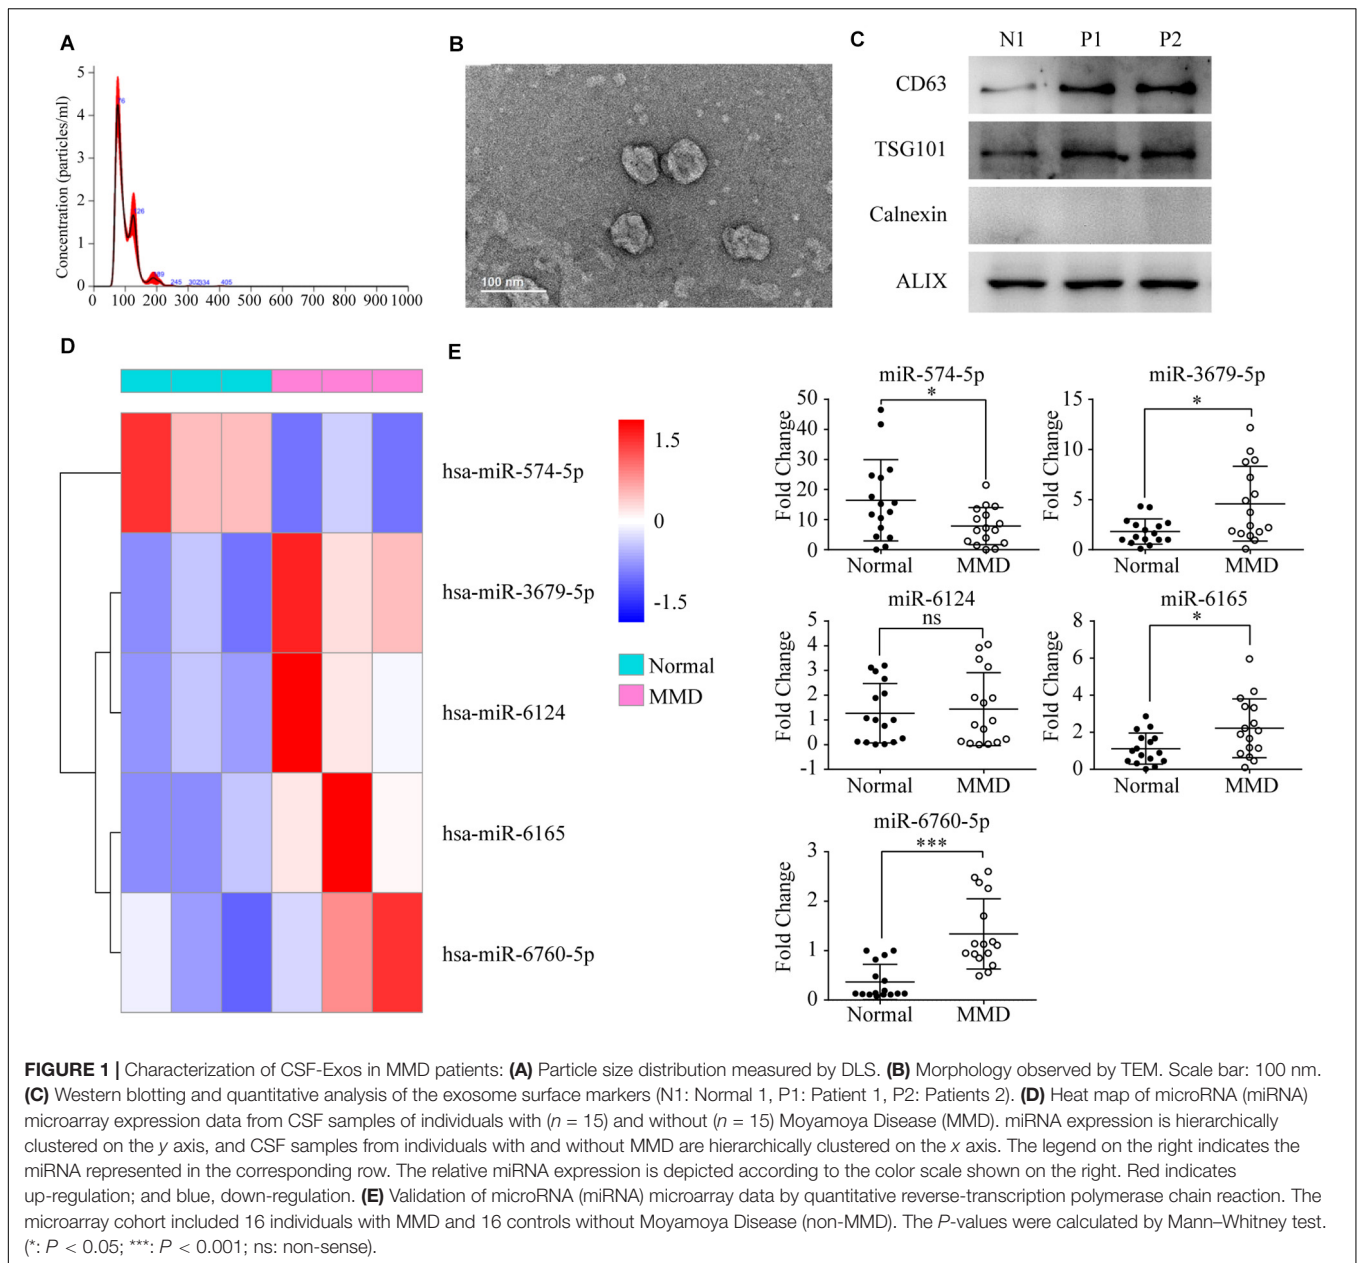 A
Concentration (particles/ml)
5
4
3
2
1
0
76
126
189
245
302
334
405
0 100 200 300 400 500 600 700 800 900 1000
B
100 nm
C
N1 P1 P2
CD63
TSG101
Calnexin
ALIX
D
hsa-miR-574-5p
hsa-miR-3679-5p
hsa-miR-6124
hsa-miR-6165
hsa-miR-6760-5p
1.5
0
-1.5
Normal
MMD
E
miR-574-5p
*
Fold Change
50
40
30
20
10
0
Normal MMD
miR-3679-5p
*
Fold Change
15
10
5
0
Normal MMD
miR-6124
ns
Fold Change
5
4
3
2
1
0
-1
Normal MMD
miR-6165
*
Fold Change
8
6
4
2
0
Normal MMD
miR-6760-5p
***
Fold Change
3
2
1
0
Normal MMD
FIGURE 1 | Characterization of CSF-Exos in MMD patients: (A) Particle size distribution measured by DLS. (B) Morphology observed by TEM. Scale bar: 100 nm.
(C) Western blotting and quantitative analysis of the exosome surface markers (N1: Normal 1, P1: Patient 1, P2: Patients 2). (D) Heat map of microRNA (miRNA)
microarray expression data from CSF samples of individuals with (n = 15) and without (n = 15) Moyamoya Disease (MMD). miRNA expression is hierarchically
clustered on the y axis, and CSF samples from individuals with and without MMD are hierarchically clustered on the x axis. The legend on the right indicates the
miRNA represented in the corresponding row. The relative miRNA expression is depicted according to the color scale shown on the right. Red indicates
up-regulation; and blue, down-regulation. (E) Validation of microRNA (miRNA) microarray data by quantitative reverse-transcription polymerase chain reaction. The
microarray cohort included 16 individuals with MMD and 16 controls without Moyamoya Disease (non-MMD). The P-values were calculated by Mann–Whitney test.
(*: P < 0.05; ***: P < 0.001; ns: non-sense).